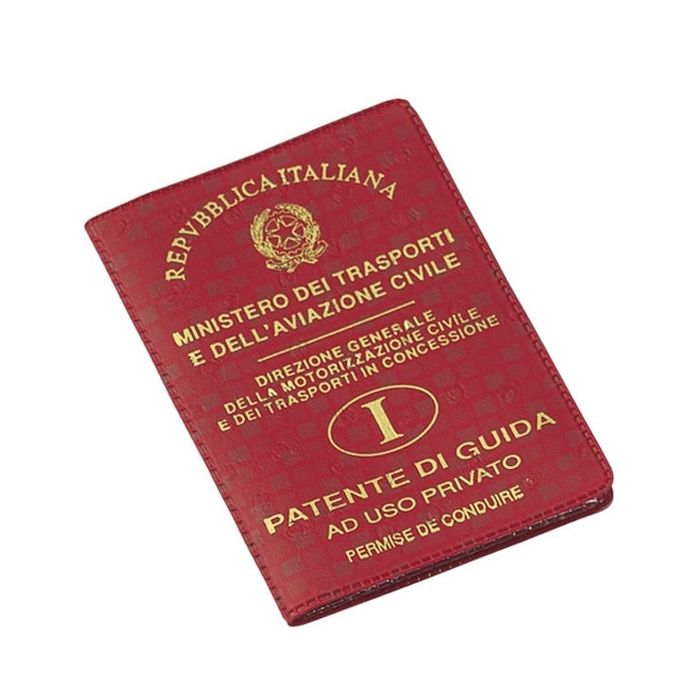 REPVBBLICA ITALIANA
MINISTERO DEI TRASPORTI
E DELL'AVIAZIONE CIVILE
DIREZIONE GENERALE
DELLA MOTORIZZAZIONE CIVILE
E DEI TRASPORTI IN CONCESSIONE
I
PATENTE DI GUIDA
AD USO PRIVATO
PERMISE DE CONDUIRE